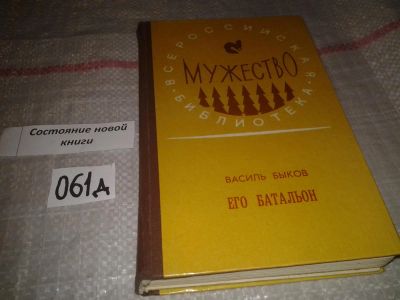 ВСЕРОССИЙСКАЯ
МУЖЕСТВО
БИБЛИОТЕКА
ВАСИЛЬ БЫКОВ
ЕГО БАТАЛЬОН
Состояние новой
книги
061д